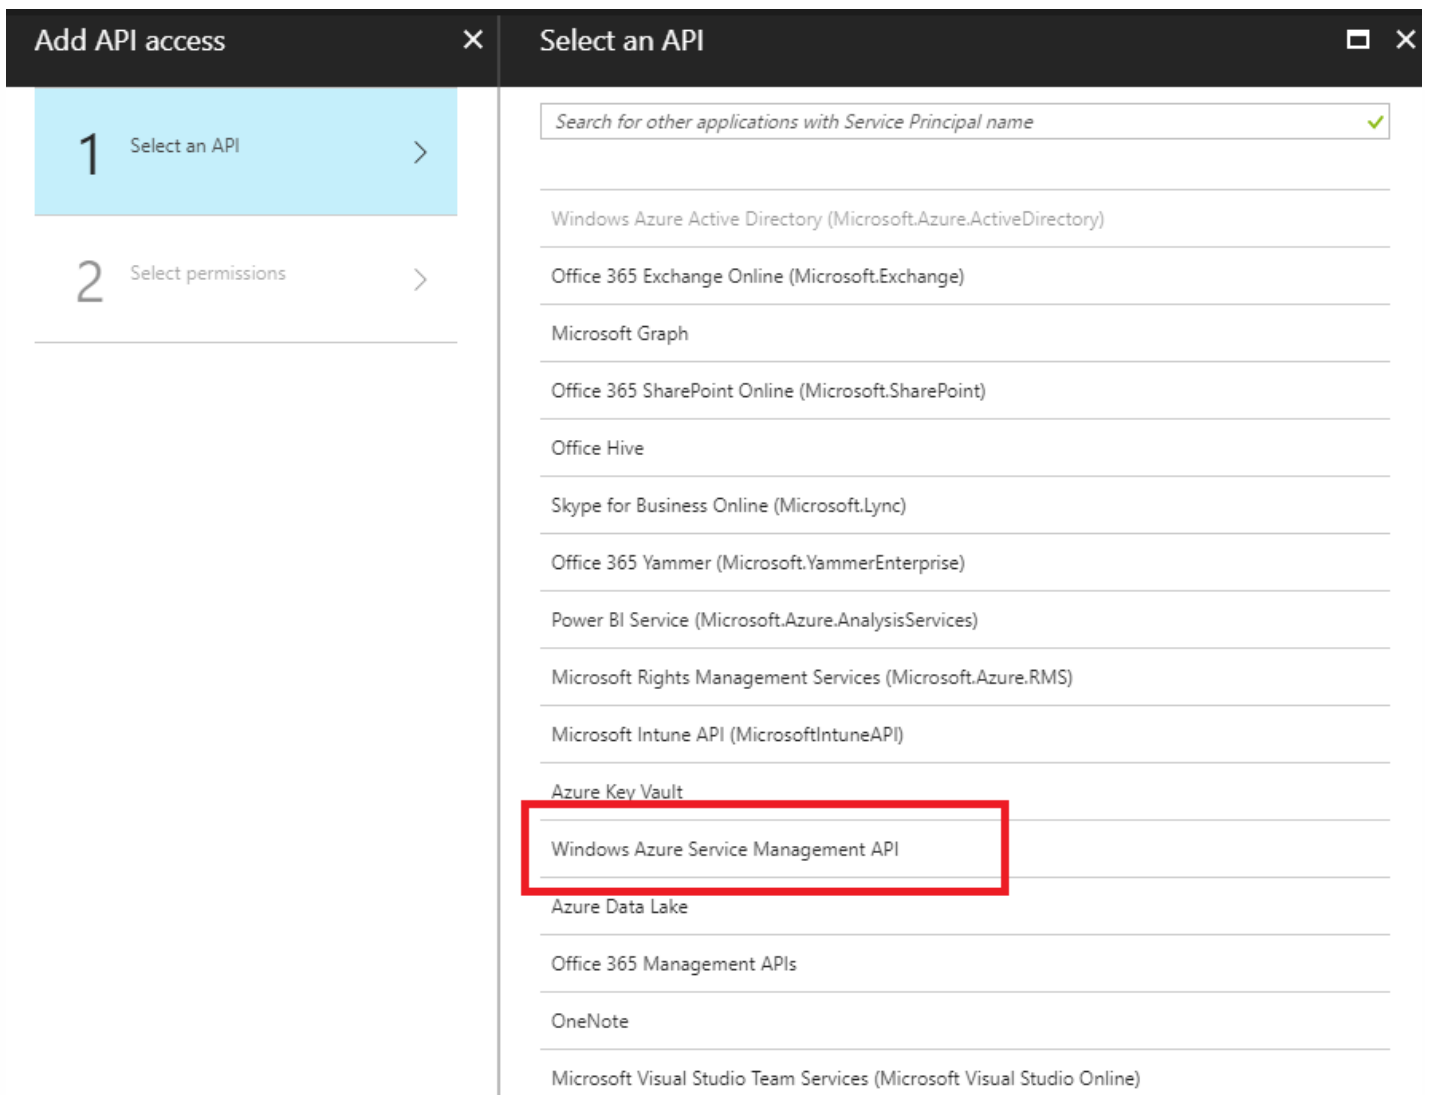 Add API access
Select an API
1 Select an API
2 Select permissions
Search for other applications with Service Principal name
Windows Azure Active Directory (Microsoft.Azure.ActiveDirectory)
Office 365 Exchange Online (Microsoft.Exchange)
Microsoft Graph
Office 365 SharePoint Online (Microsoft.SharePoint)
Office Hive
Skype for Business Online (Microsoft.Lync)
Office 365 Yammer (Microsoft.YammerEnterprise)
Power BI Service (Microsoft.Azure.AnalysisServices)
Microsoft Rights Management Services (Microsoft.Azure.RMS)
Microsoft Intune API (MicrosoftIntuneAPI)
Azure Key Vault
Windows Azure Service Management API
Azure Data Lake
Office 365 Management APIs
OneNote
Microsoft Visual Studio Team Services (Microsoft Visual Studio Online)